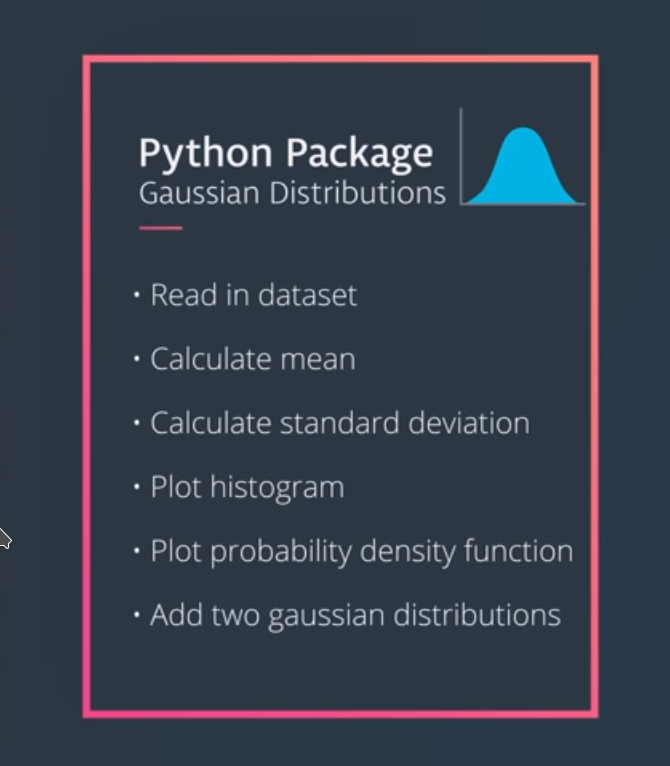 Python Package
Gaussian Distributions
• Read in dataset
• Calculate mean
• Calculate standard deviation
• Plot histogram
• Plot probability density function
• Add two gaussian distributions